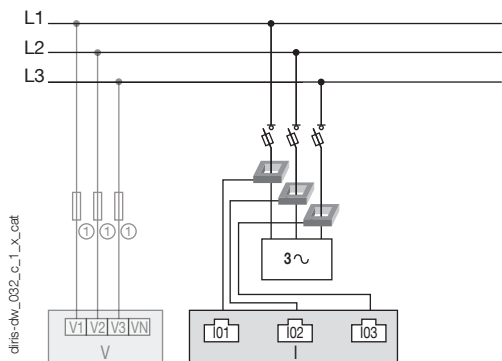 L1
L2
L3
① ① ①
3∿
V1 V2 V3 VN
V
I01 I02 I03
I
diris-dw_032_c_1_x_cat